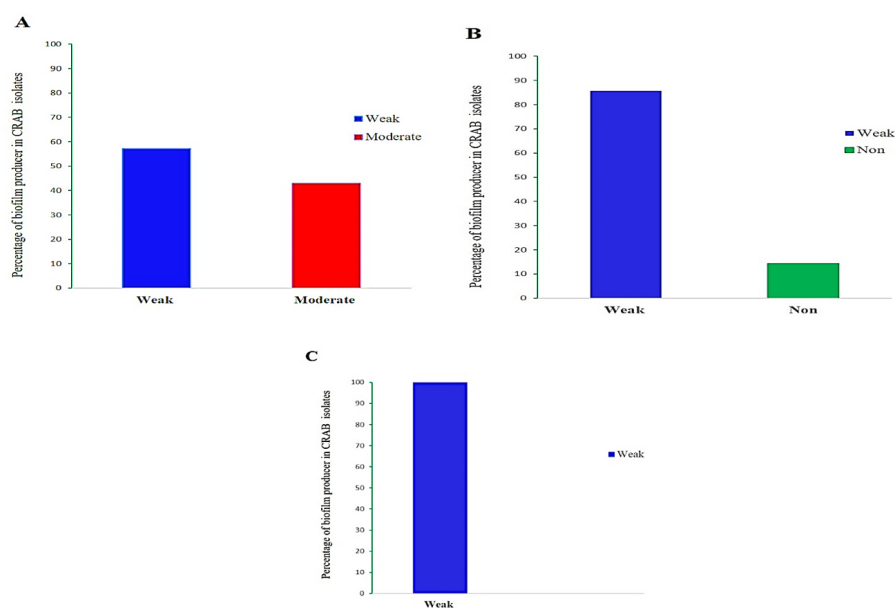 A
Percentage of biofilm producer in CRAB isolates
100
90
80
70
60
50
40
30
20
10
0
Weak
Moderate
Weak Moderate
B
Percentage of biofilm producer in CRAB isolates
100
90
80
70
60
50
40
30
20
10
0
Weak
Non
Weak Non
C
Percentage of biofilm producer in CRAB isolates
100
90
80
70
60
50
40
30
20
10
0
Weak
Weak